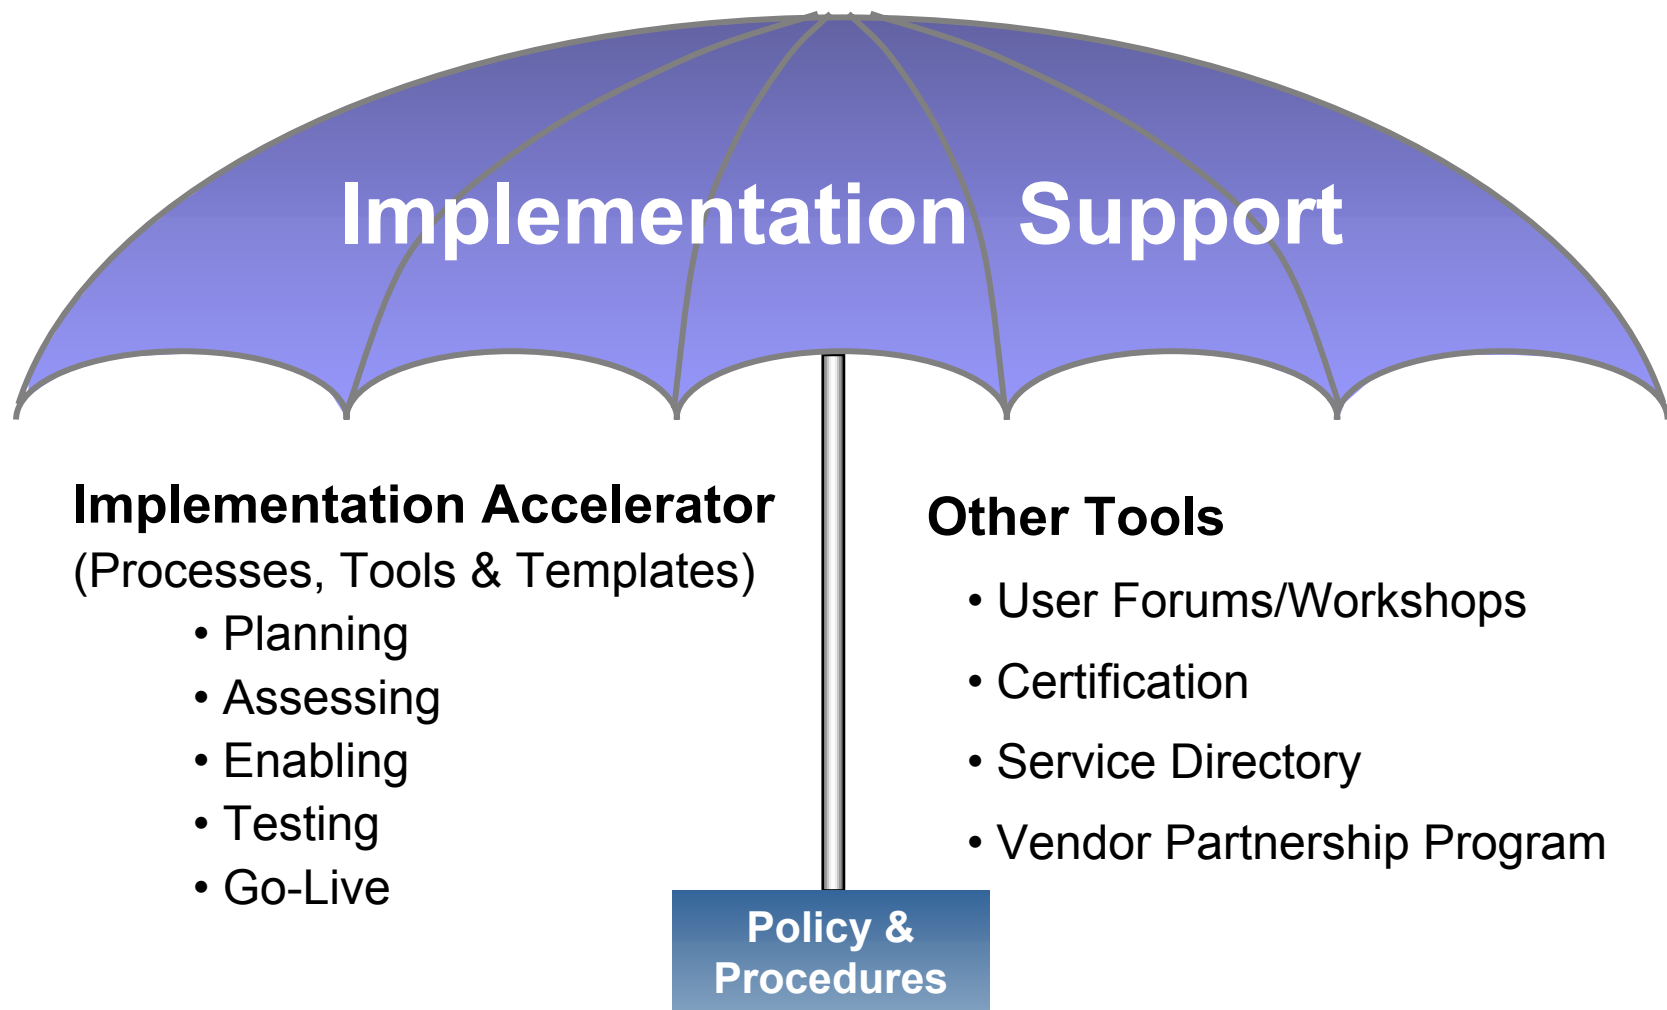 Implementation Support
Implementation Accelerator
(Processes, Tools & Templates)
• Planning
• Assessing
• Enabling
• Testing
• Go-Live
Other Tools
• User Forums/Workshops
• Certification
• Service Directory
• Vendor Partnership Program
Policy &
Procedures